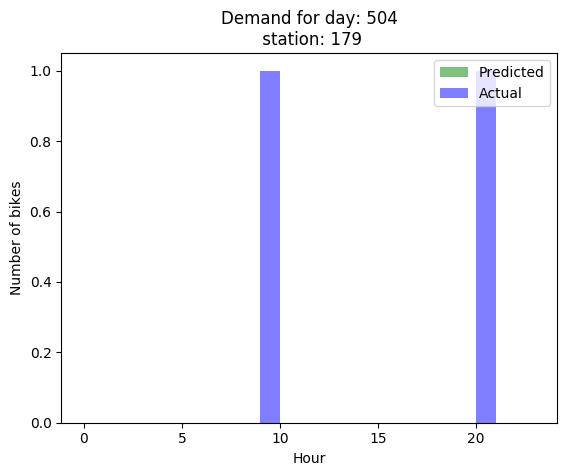 Demand for day: 504
station: 179
Predicted
Actual
Number of bikes
1.0
0.8
0.6
0.4
0.2
0.0
0 5 10 15 20
Hour